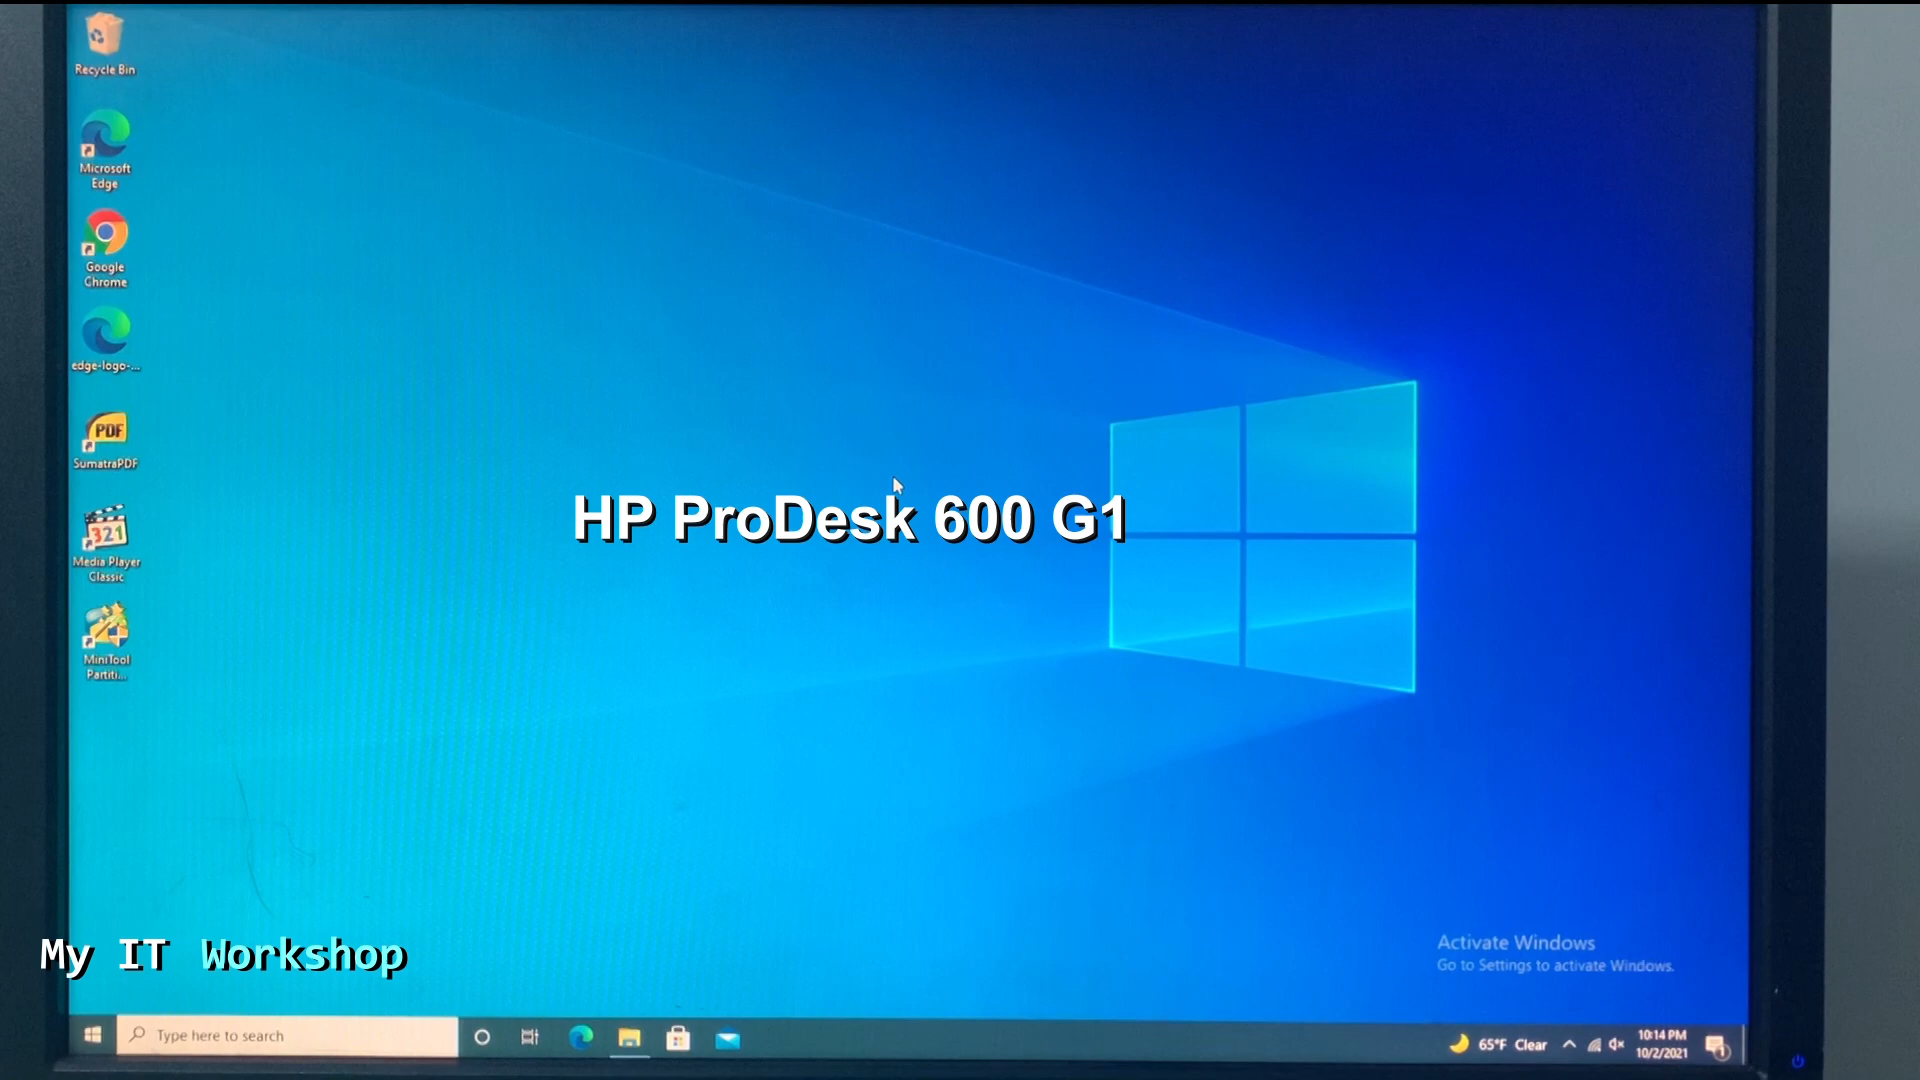 Recycle Bin
Microsoft
Edge
Google
Chrome
edge-logo-...
PDF
SumatraPDF
321
Media Player
Classic
MiniTool
Partiti...
HP ProDesk 600 G1
My IT Workshop
Activate Windows
Go to Settings to activate Windows.
Type here to search
65°F Clear
10:14 PM
10/2/2021
1